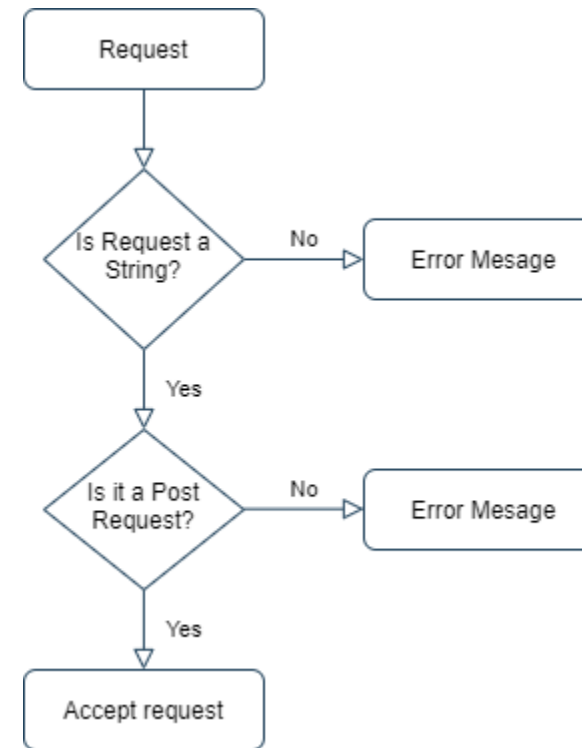 Request
Is Request a
String?
No
Error Mesage
Yes
Is it a Post
Request?
No
Error Mesage
Yes
Accept request